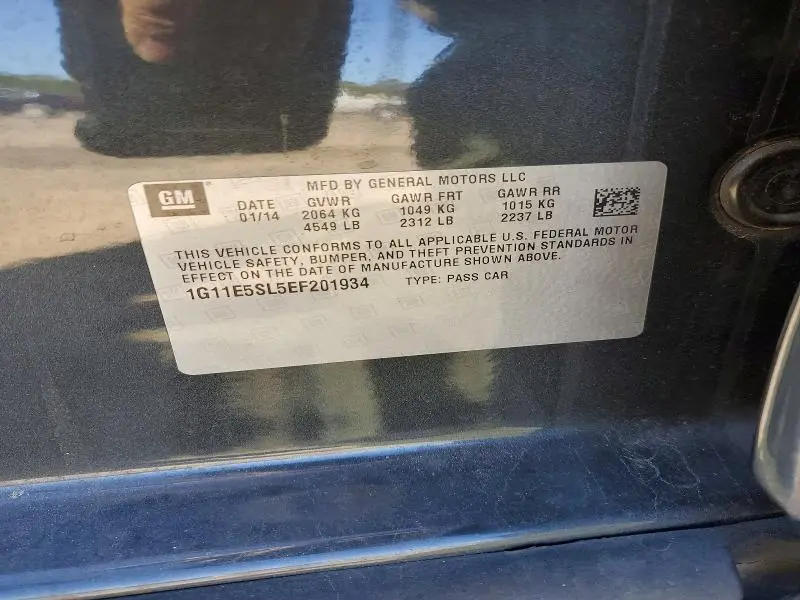 GM
MFD BY GENERAL MOTORS LLC
DATE GVWR GAWR FRT GAWR RR
01/14 2064 KG 1049 KG 1015 KG
4549 LB 2312 LB 2237 LB
THIS VEHICLE CONFORMS TO ALL APPLICABLE U.S. FEDERAL MOTOR
VEHICLE SAFETY, BUMPER, AND THEFT PREVENTION STANDARDS IN
EFFECT ON THE DATE OF MANUFACTURE SHOWN ABOVE.
1G11E5SL5EF201934 TYPE: PASS CAR